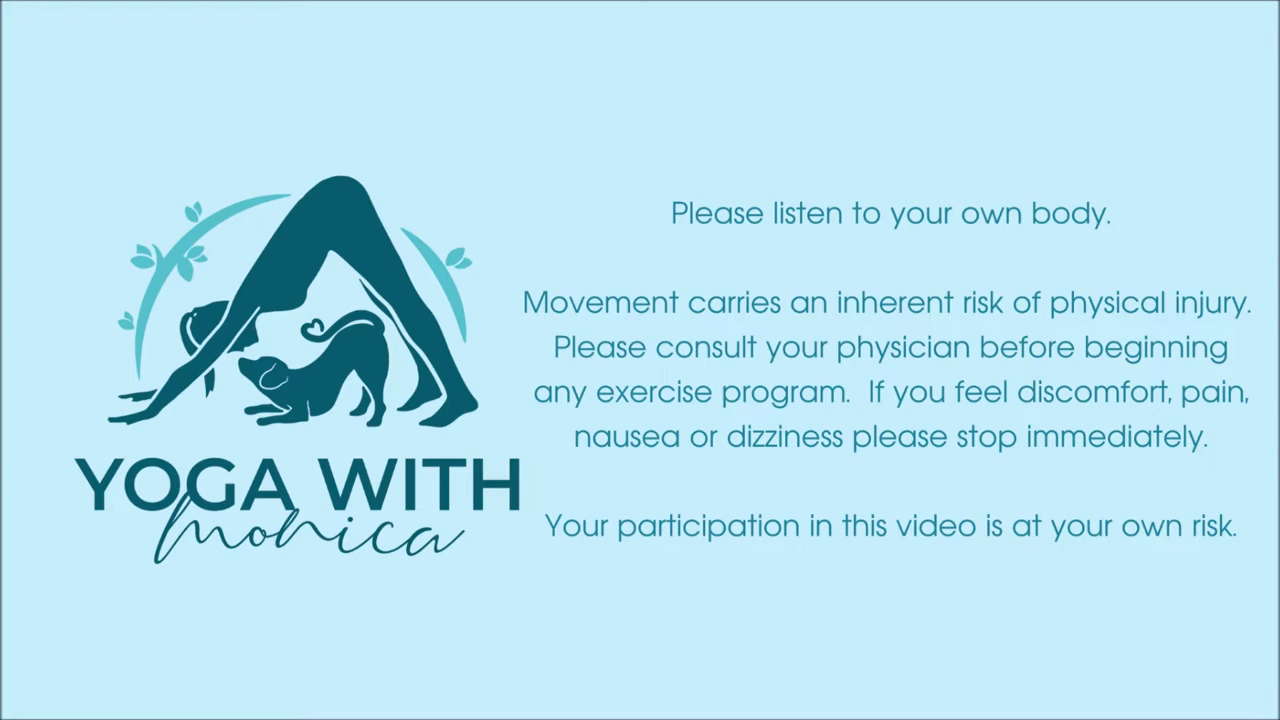 YOGA WITH
monica
Please listen to your own body.
Movement carries an inherent risk of physical injury.
Please consult your physician before beginning
any exercise program.  If you feel discomfort, pain,
nausea or dizziness please stop immediately.
Your participation in this video is at your own risk.